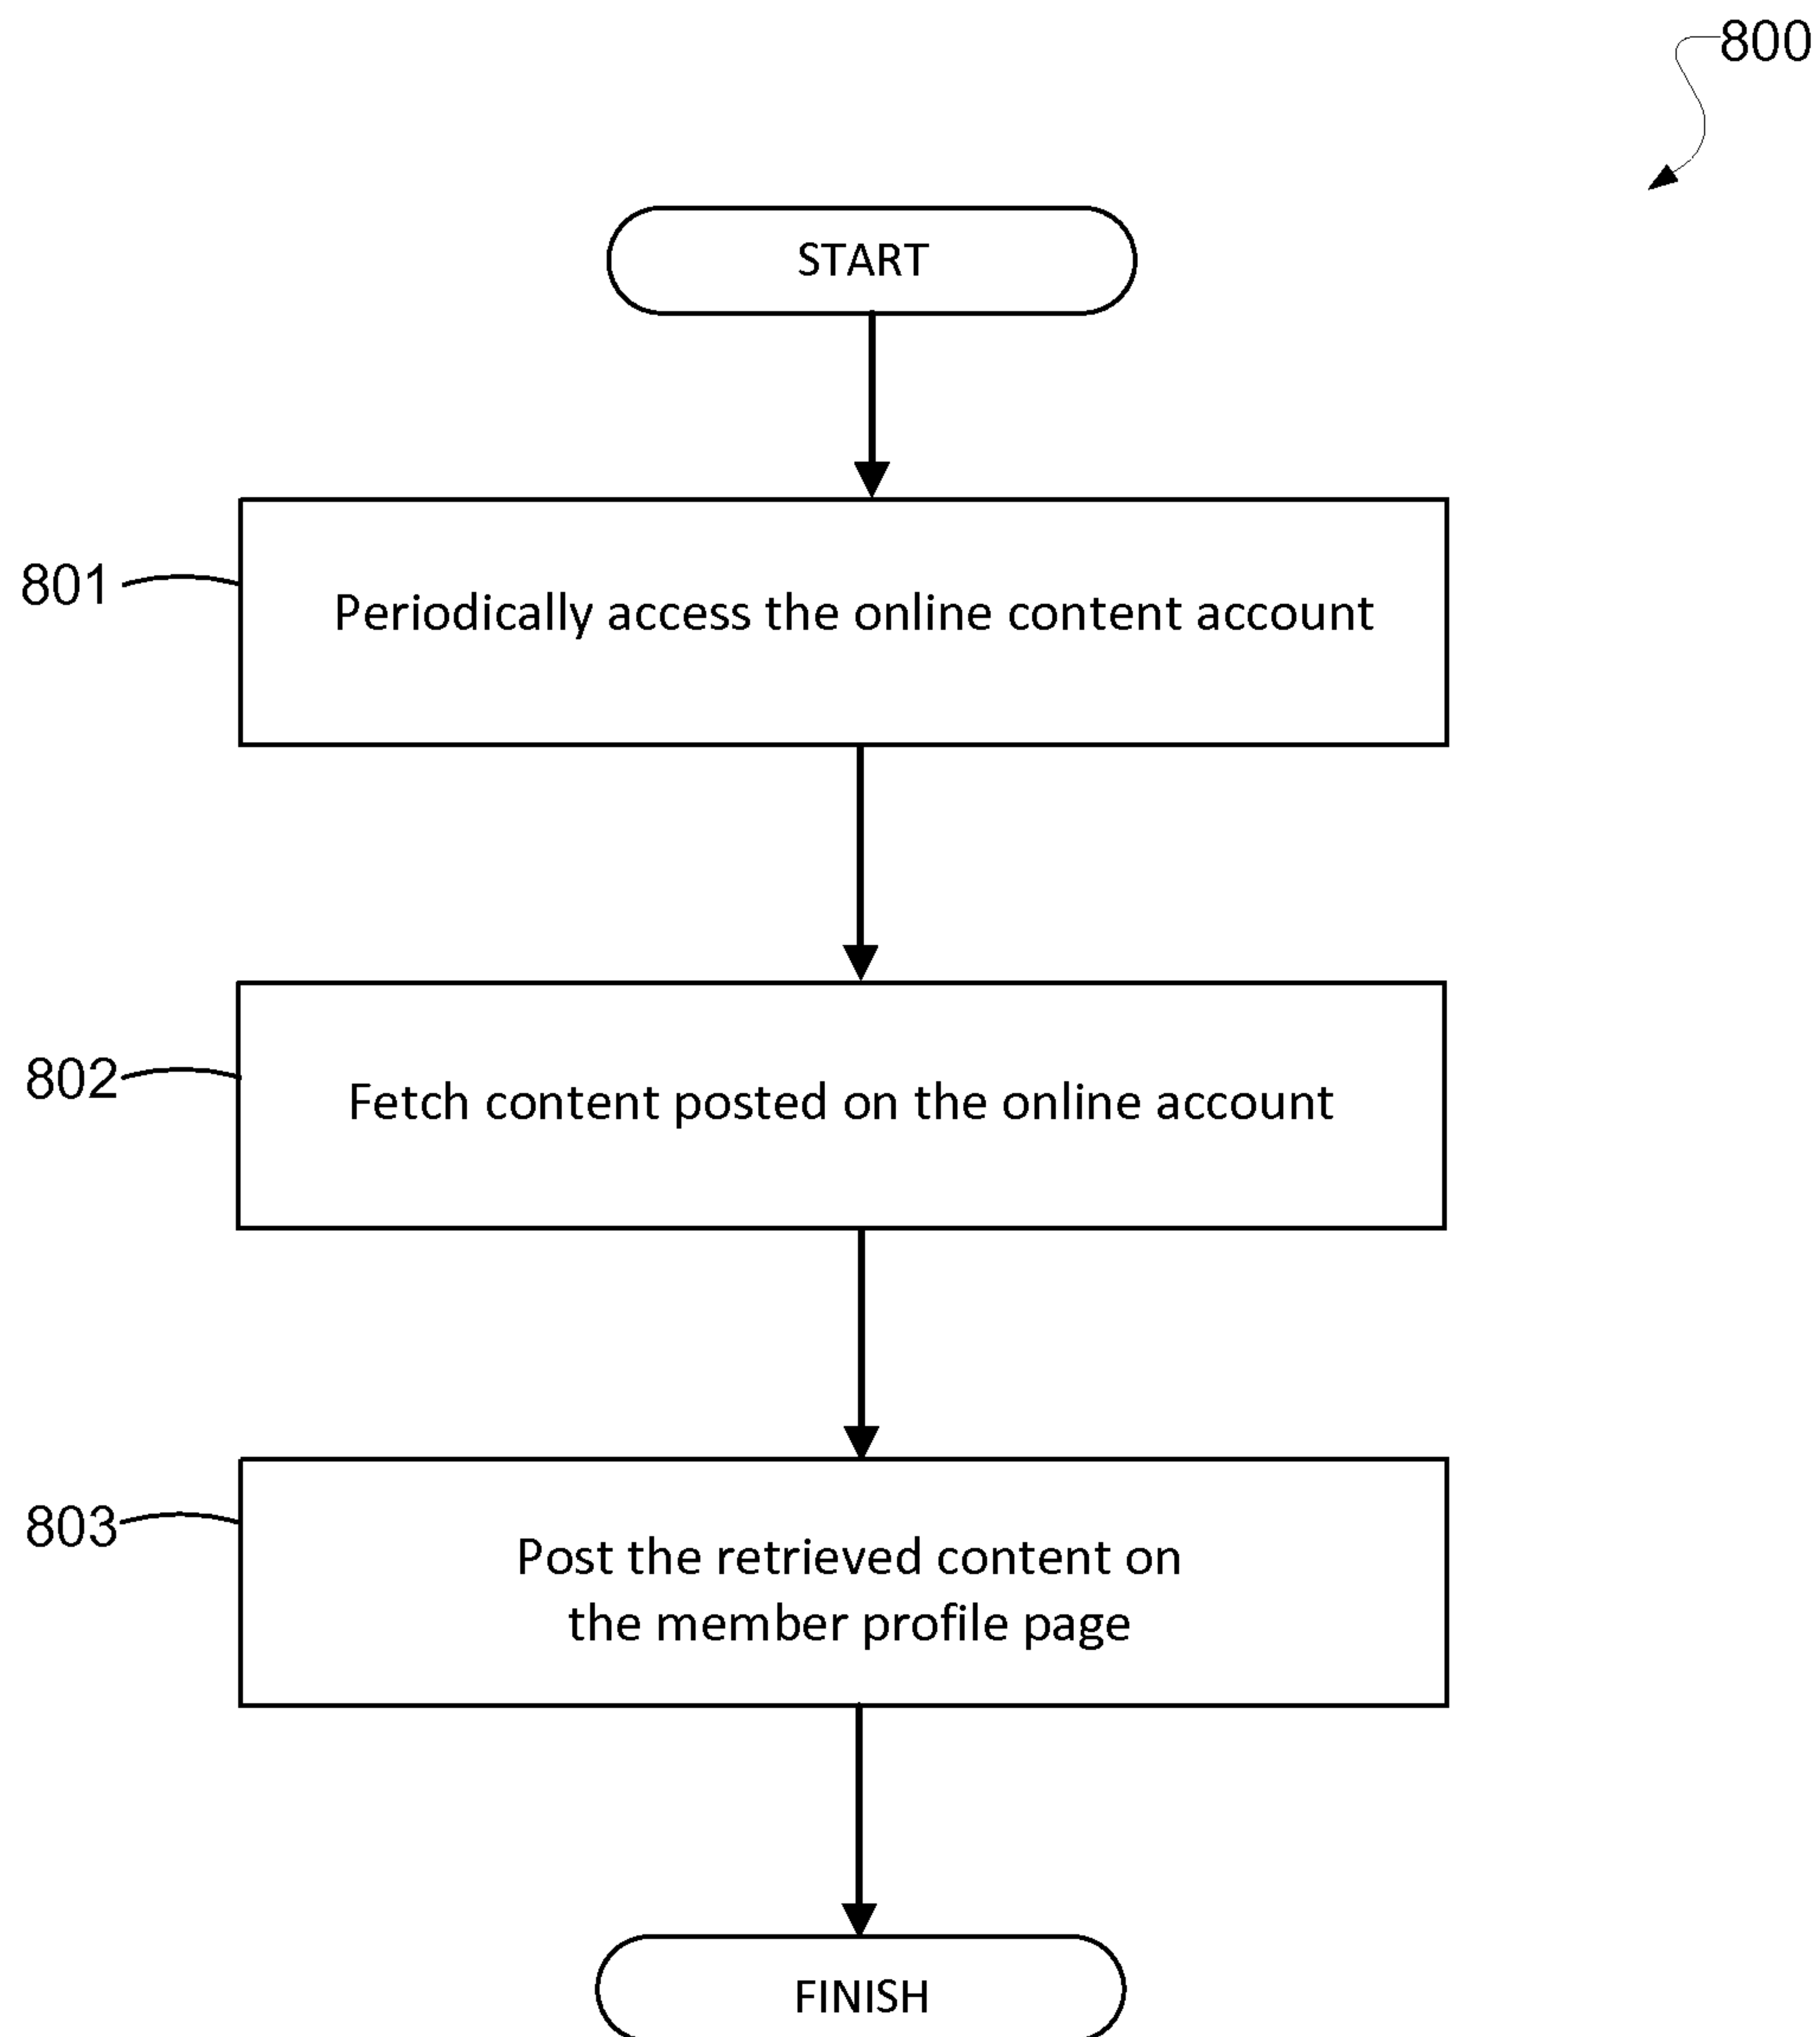 800
START
801
Periodically access the online content account
802
Fetch content posted on the online account
803
Post the retrieved content on
the member profile page
FINISH